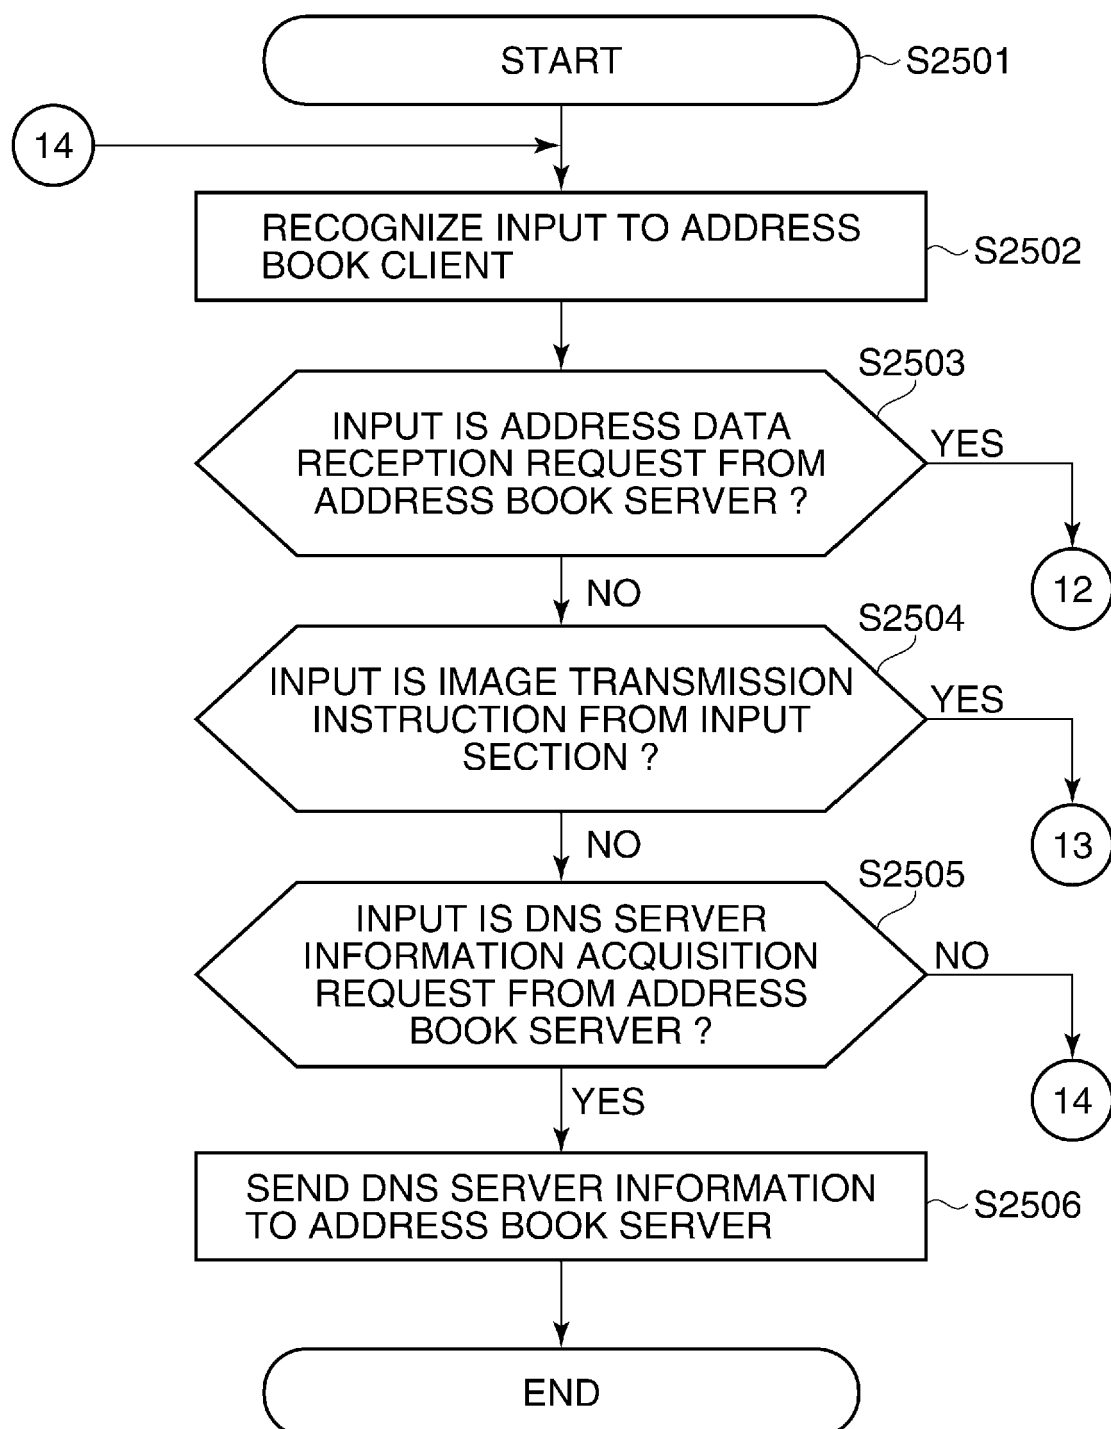 START
S2501
14
RECOGNIZE INPUT TO ADDRESS
BOOK CLIENT
S2502
S2503
INPUT IS ADDRESS DATA
RECEPTION REQUEST FROM
ADDRESS BOOK SERVER ?
YES
12
NO
S2504
INPUT IS IMAGE TRANSMISSION
INSTRUCTION FROM INPUT
SECTION ?
YES
13
NO
S2505
INPUT IS DNS SERVER
INFORMATION ACQUISITION
REQUEST FROM ADDRESS
BOOK SERVER ?
NO
14
YES
SEND DNS SERVER INFORMATION
TO ADDRESS BOOK SERVER
S2506
END